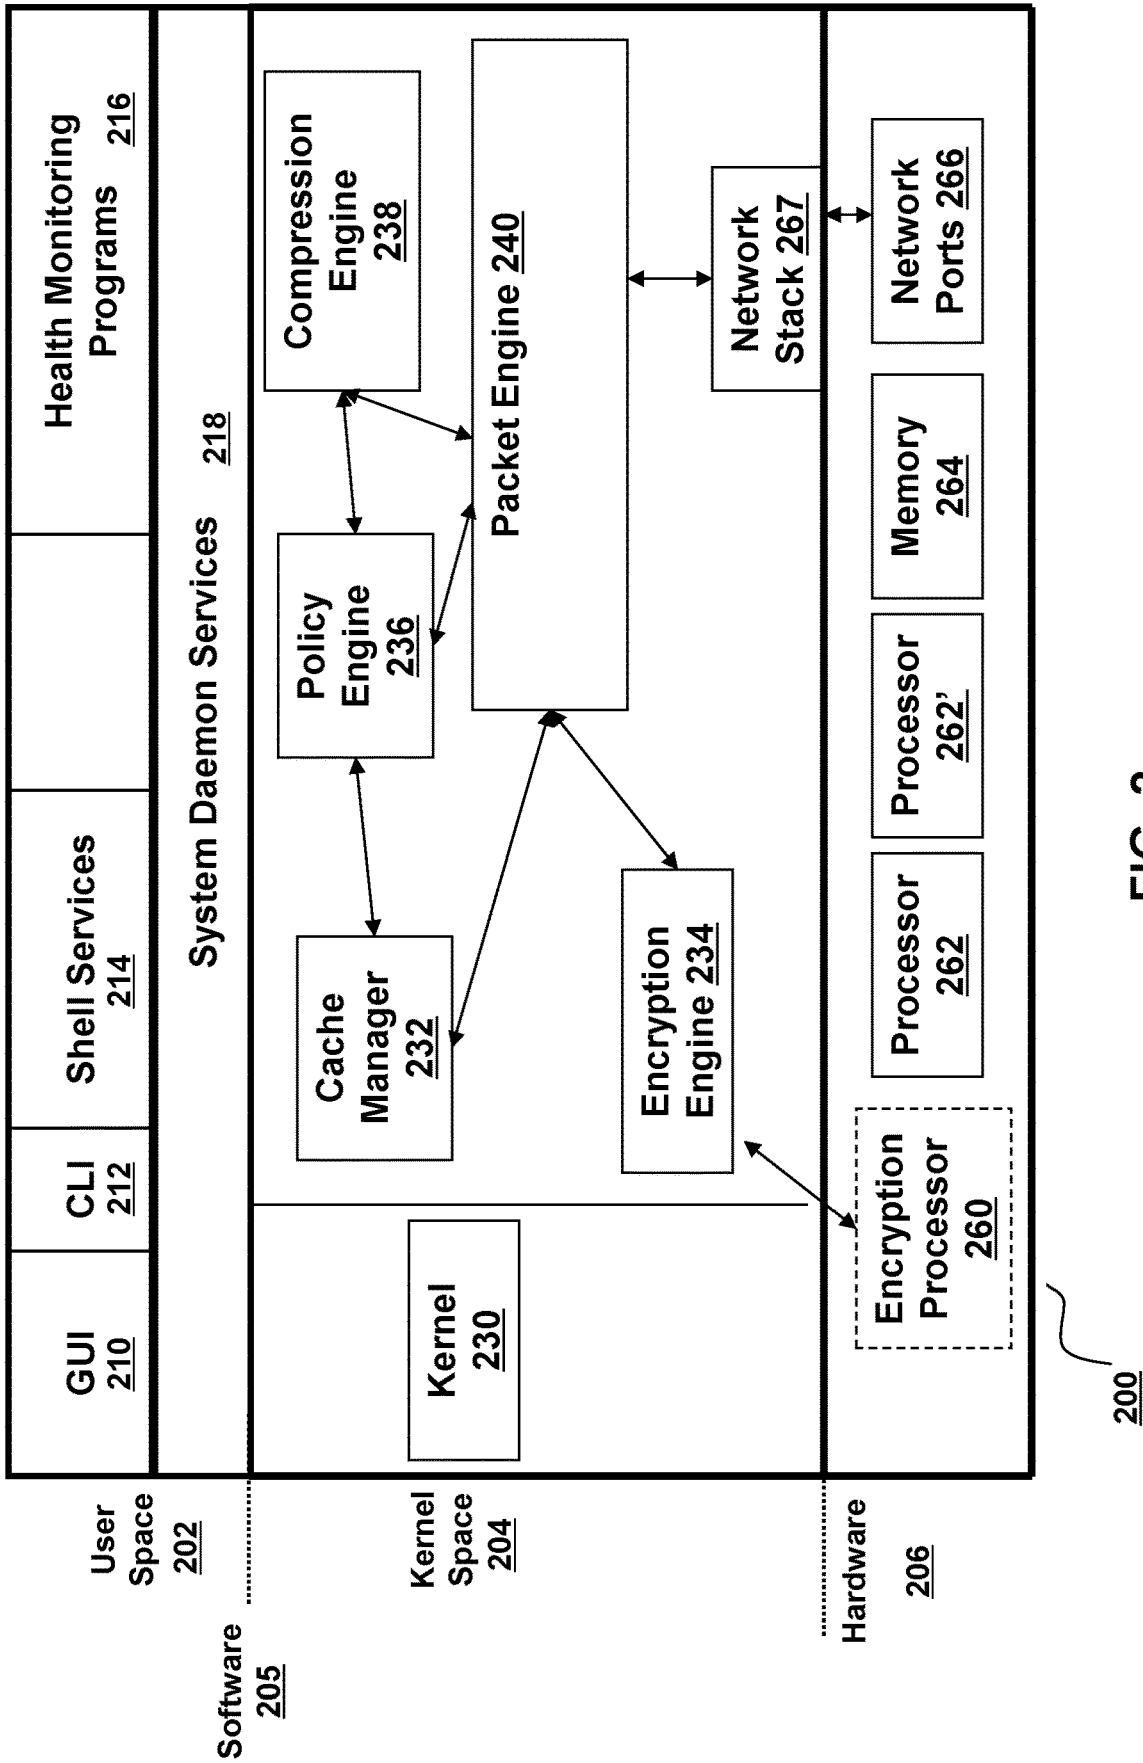 User
Space
202
GUI
210
CLI
212
Shell Services
214
Health Monitoring
Programs
216
System Daemon Services
218
Software
205
Kernel
Space
204
Kernel
230
Cache
Manager
232
Policy
Engine
236
Compression
Engine
238
Packet Engine 240
Encryption
Engine 234
Network
Stack 267
Hardware
206
Encryption
Processor
260
Processor
262
Processor
262’
Memory
264
Network
Ports 266
200